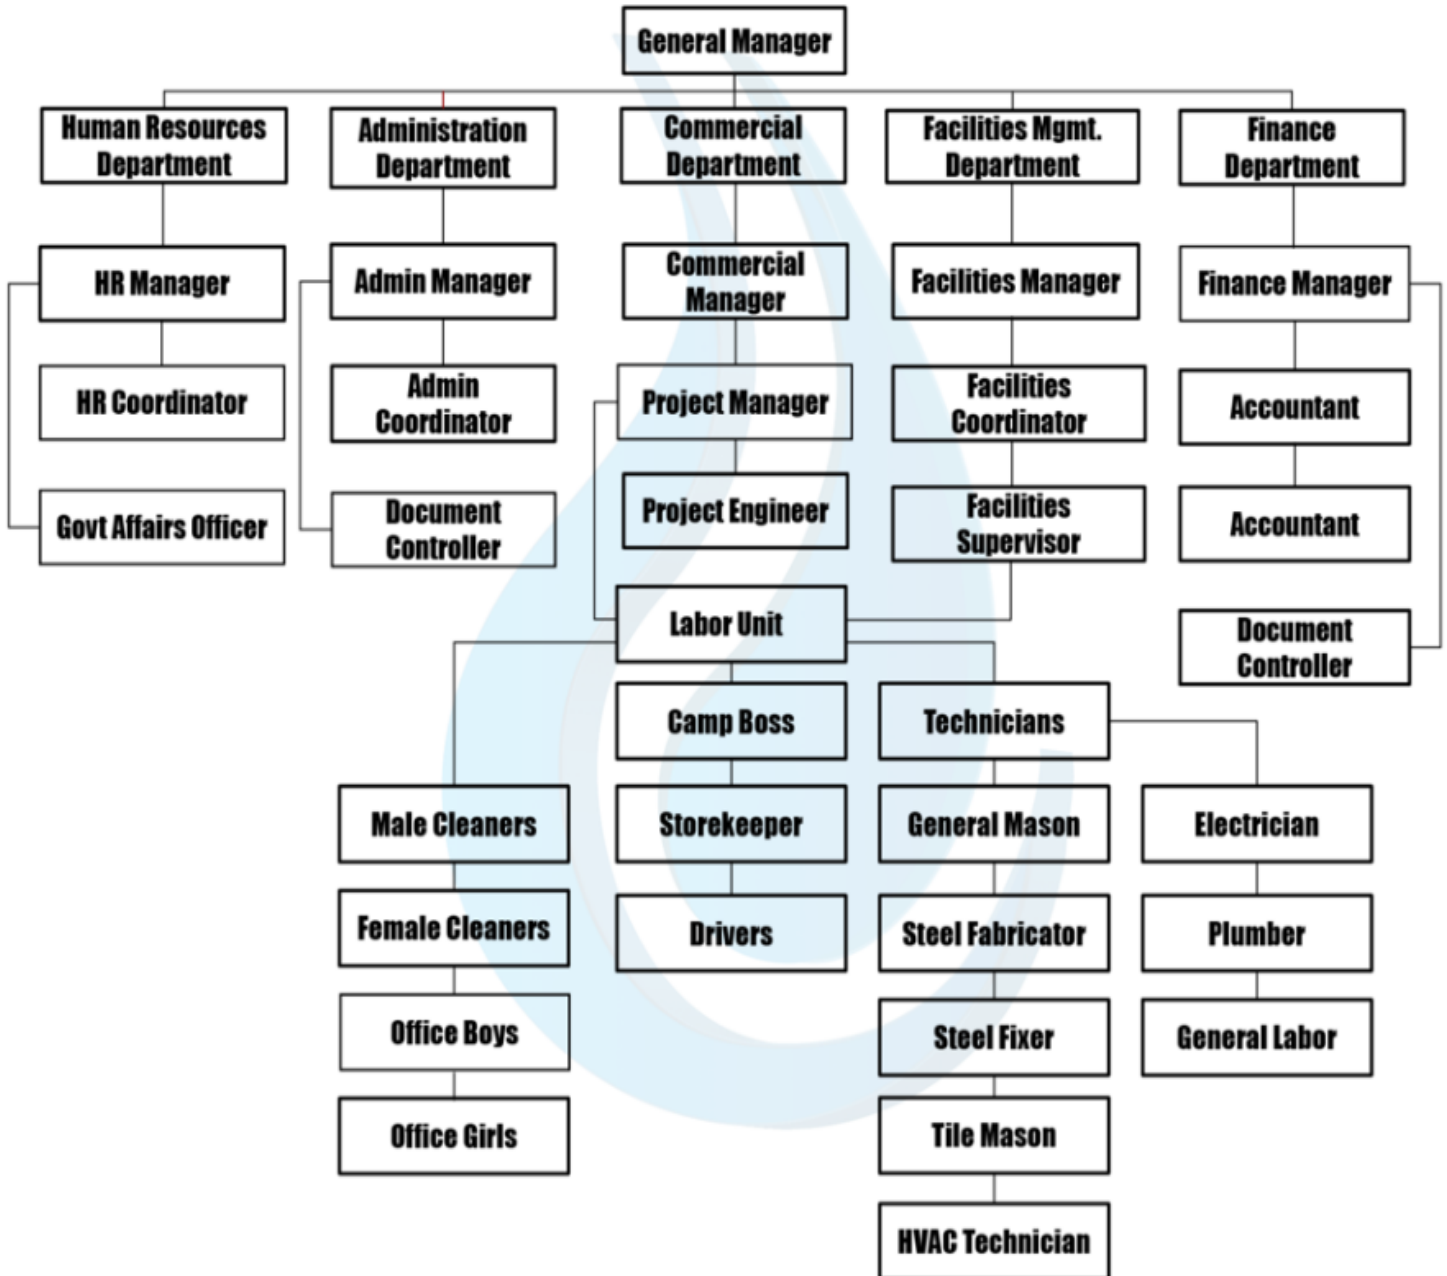 General Manager
Human Resources
Department
Administration
Department
Commercial
Department
Facilities Mgmt.
Department
Finance
Department
HR Manager
Admin Manager
Commercial
Manager
Facilities Manager
Finance Manager
HR Coordinator
Admin
Coordinator
Project Manager
Facilities
Coordinator
Accountant
Govt Affairs Officer
Document
Controller
Project Engineer
Facilities
Supervisor
Accountant
Labor Unit
Document
Controller
Camp Boss
Technicians
Male Cleaners
Storekeeper
General Mason
Electrician
Female Cleaners
Drivers
Steel Fabricator
Plumber
Office Boys
Steel Fixer
General Labor
Office Girls
Tile Mason
HVAC Technician